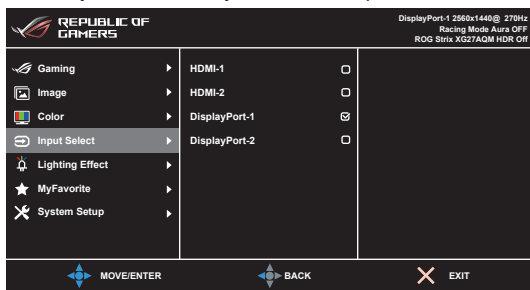 REPUBLIC OF
GAMERS
DisplayPort-1 2560x1440@ 270Hz
Racing Mode Aura OFF
ROG Strix XG27AQM HDR Off
Gaming
Image
Color
Input Select
Lighting Effect
MyFavorite
System Setup
HDMI-1
HDMI-2
DisplayPort-1
DisplayPort-2
MOVE/ENTER
BACK
EXIT